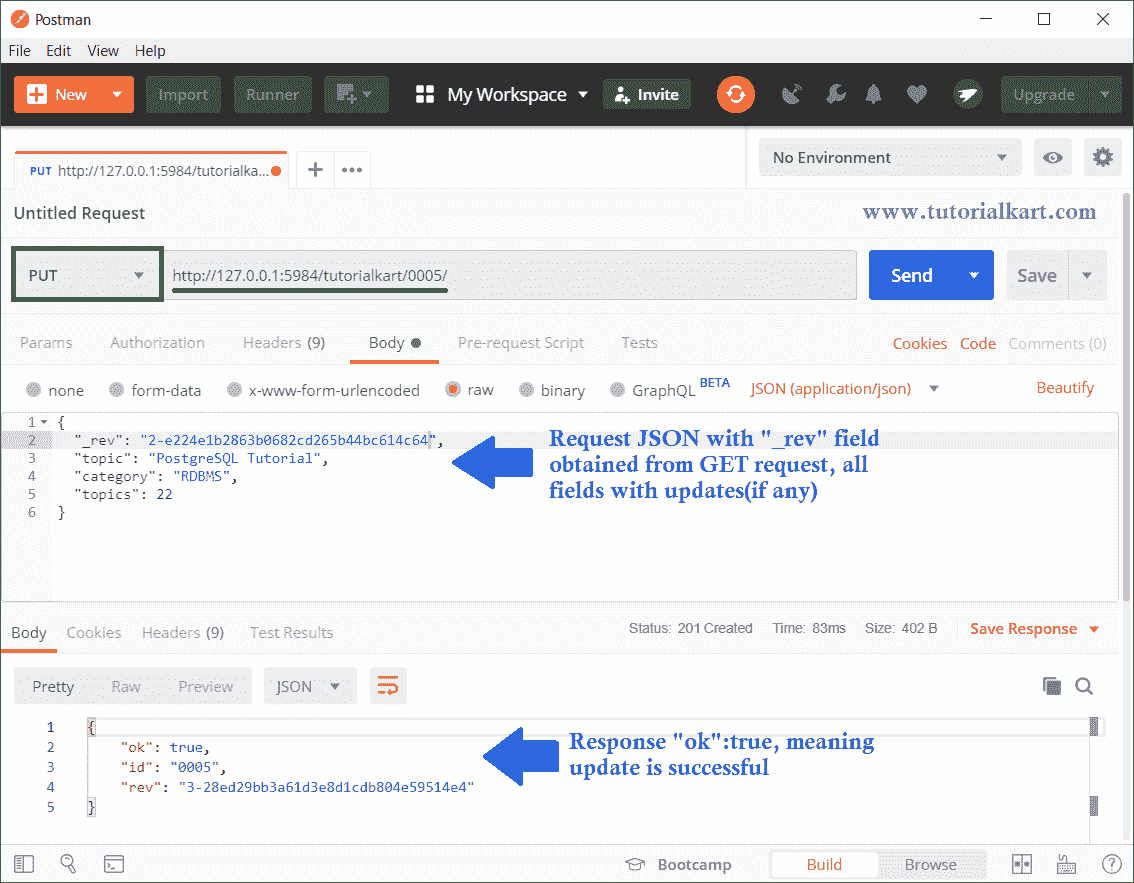 Postman
File Edit View Help
New Import Runner My Workspace Invite Upgrade
PUT http://127.0.0.1:5984/tutorialka... No Environment
Untitled Request www.tutorialkart.com
PUT http://127.0.0.1:5984/tutorialkart/0005/ Send Save
Params Authorization Headers (9) Body Pre-request Script Tests Cookies Code Comments (0)
none form-data x-www-form-urlencoded raw binary GraphQL BETA JSON (application/json) Beautify
1 {
2 "_rev": "2-e224e1b2863b0682cd265b44bc614c64",
3 "topic": "PostgreSQL Tutorial",
4 "category": "RDBMS",
5 "topics": 22
6 }
Request JSON with "_rev" field
obtained from GET request, all
fields with updates(if any)
Body Cookies Headers (9) Test Results Status: 201 Created Time: 83ms Size: 402 B Save Response
Pretty Raw Preview JSON
1 {
2 "ok": true,
3 "id": "0005",
4 "rev": "3-28ed29bb3a61d3e8d1cdb804e59514e4"
5 }
Response "ok":true, meaning
update is successful
Bootcamp Build Browse